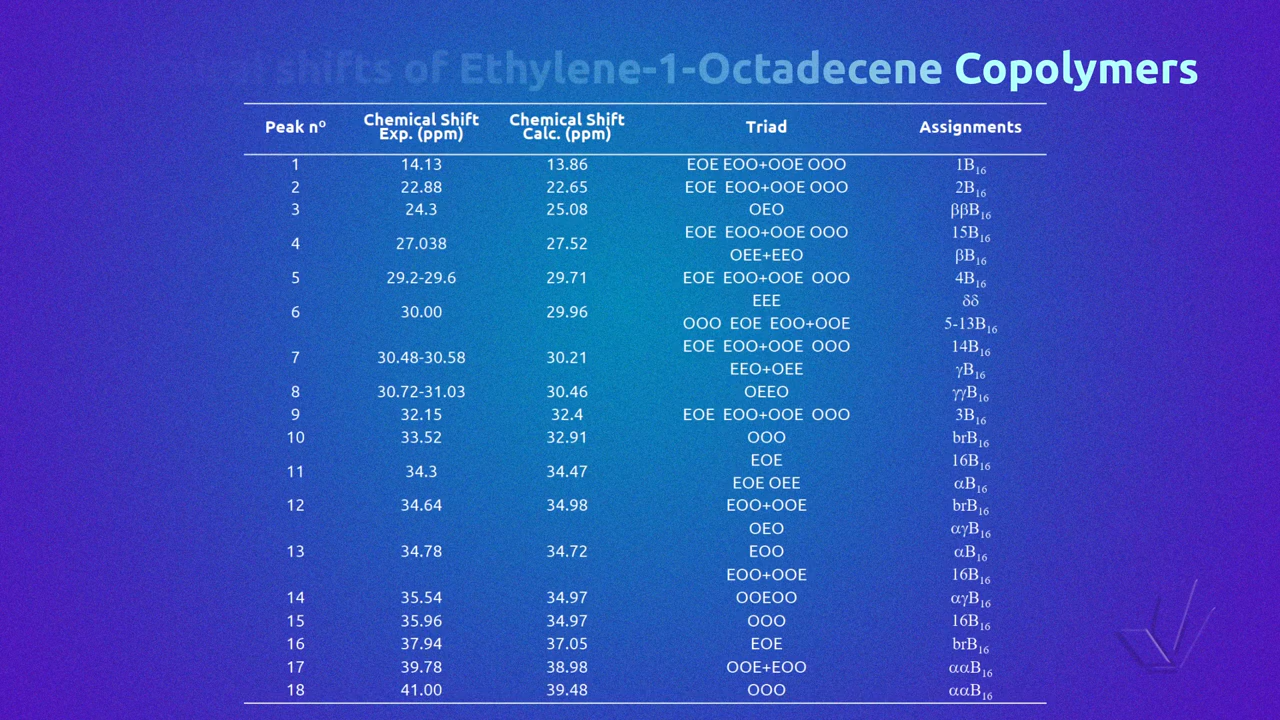 shifts of Ethylene-1-Octadecene Copolymers
Peak nº Chemical Shift Exp. (ppm) Chemical Shift Calc. (ppm) Triad Assignments
1 14.13 13.86 EOE EOO+OOE OOO 1B₁₆
2 22.88 22.65 EOE EOO+OOE OOO 2B₁₆
3 24.3 25.08 OEO ββB₁₆
4 27.038 27.52 EOE EOO+OOE OOO 15B₁₆
OEE+EEO βB₁₆
5 29.2-29.6 29.71 EOE EOO+OOE OOO 4B₁₆
6 30.00 29.96 EEE δδ
OOO EOE EOO+OOE 5-13B₁₆
7 30.48-30.58 30.21 EOE EOO+OOE OOO 14B₁₆
EEO+OEE γB₁₆
8 30.72-31.03 30.46 OEEO γγB₁₆
9 32.15 32.4 EOE EOO+OOE OOO 3B₁₆
10 33.52 32.91 OOO brB₁₆
11 34.3 34.47 EOE 16B₁₆
EOE OEE αB₁₆
12 34.64 34.98 EOO+OOE brB₁₆
OEO αγB₁₆
13 34.78 34.72 EOO αB₁₆
EOO+OOE 16B₁₆
14 35.54 34.97 OOEOO αγB₁₆
15 35.96 34.97 OOO 16B₁₆
16 37.94 37.05 EOE brB₁₆
17 39.78 38.98 OOE+EOO ααB₁₆
18 41.00 39.48 OOO ααB₁₆